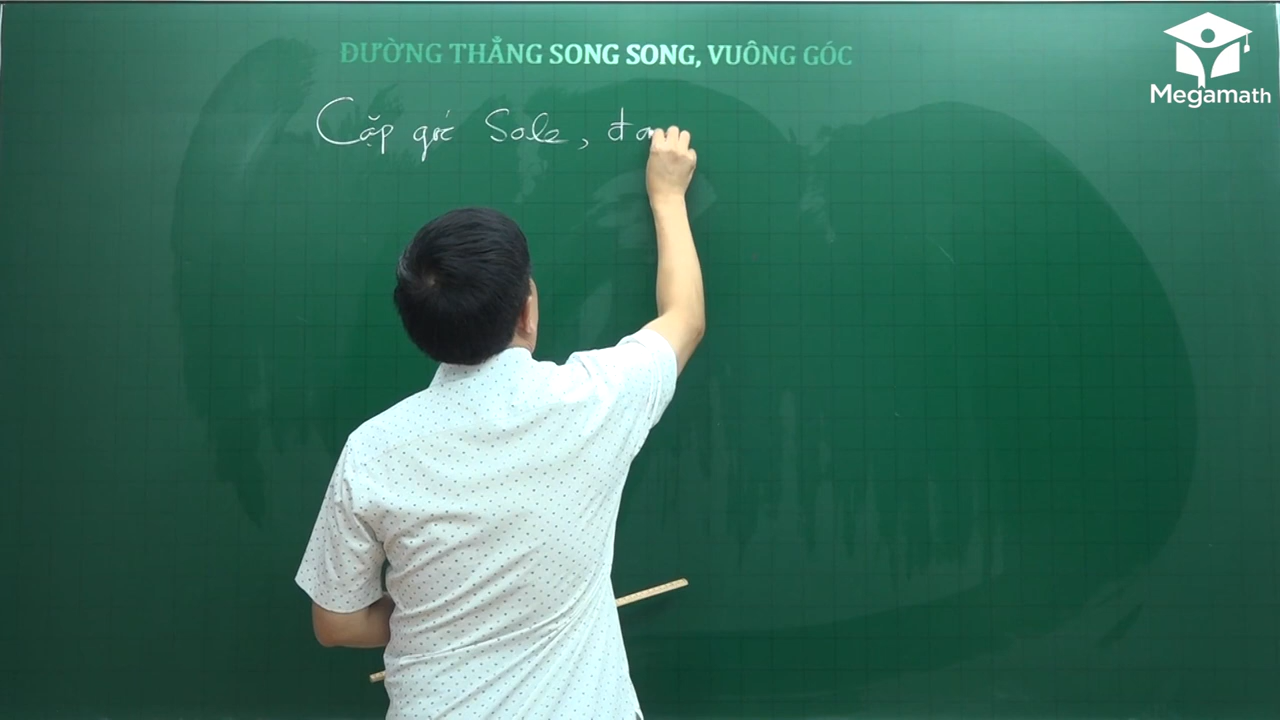 ĐƯỜNG THẲNG SONG SONG, VUÔNG GÓC
Megamath
Cặp góc Sole,